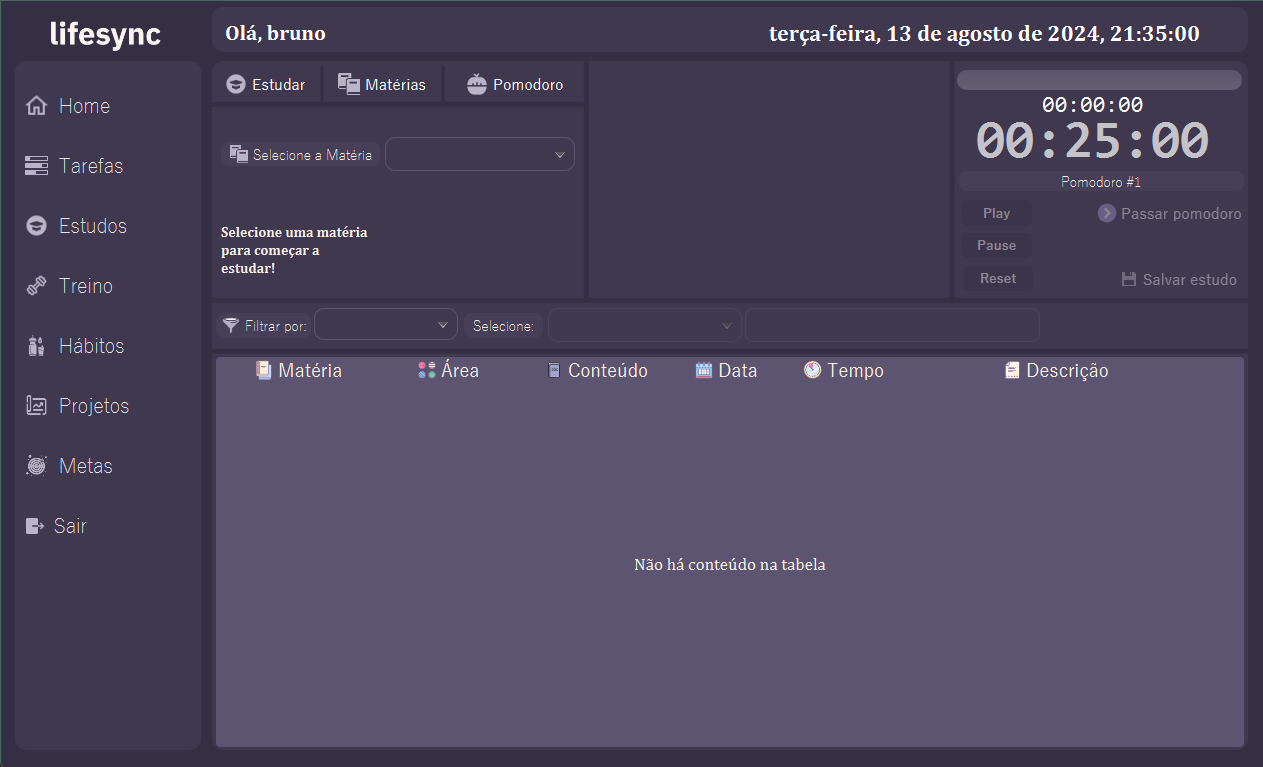 lifesync
Olá, bruno
terça-feira, 13 de agosto de 2024, 21:35:00
Home
Tarefas
Estudos
Treino
Hábitos
Projetos
Metas
Sair
Estudar
Matérias
Pomodoro
Selecione a Matéria
Selecione uma matéria
para começar a
estudar!
00:00:00
00:25:00
Pomodoro #1
Play
Passar pomodoro
Pause
Reset
Salvar estudo
Filtrar por:
Selecione:
Matéria
Área
Conteúdo
Data
Tempo
Descrição
Não há conteúdo na tabela